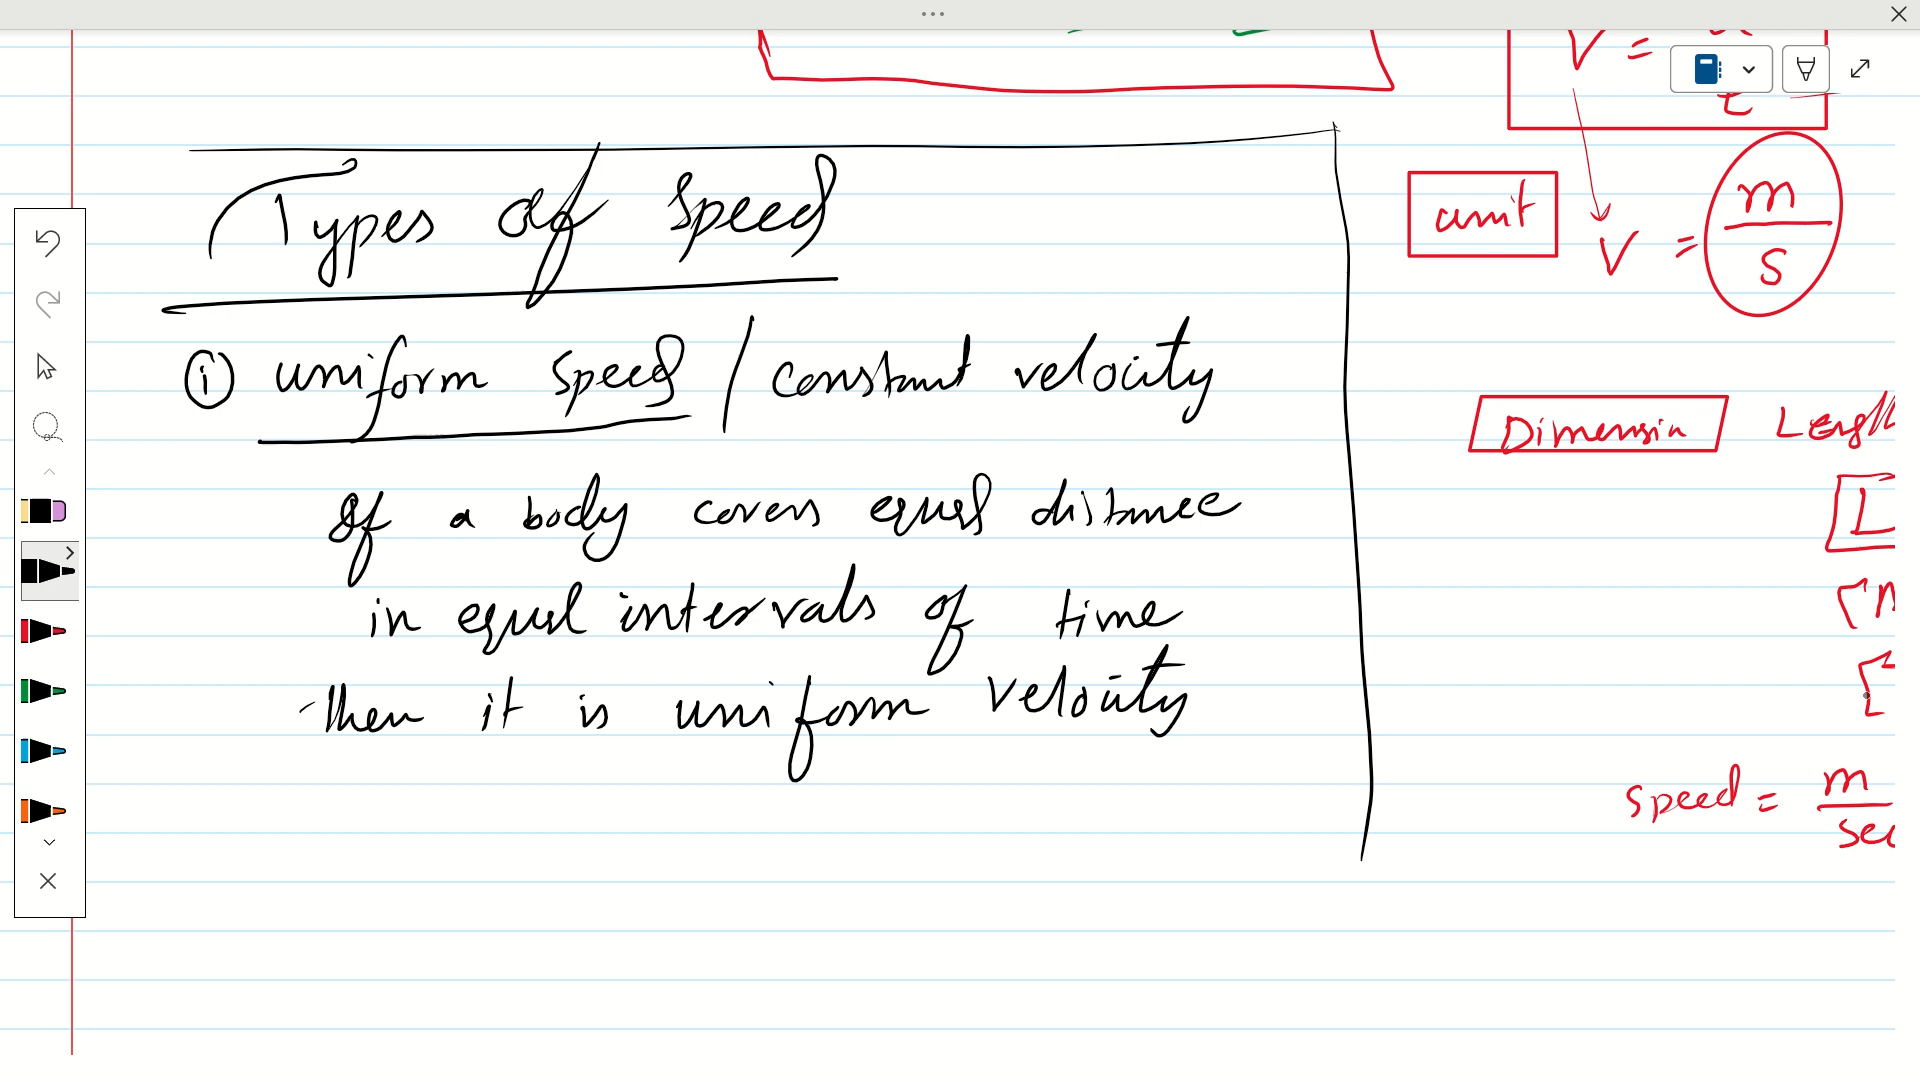 Types of speed
(i) uniform speed / constant velocity
If a body covers equal distance
in equal intervals of time
then it is uniform velocity
V =
t
unit
V = m
s
Dimension Length
[L
speed = m
sec